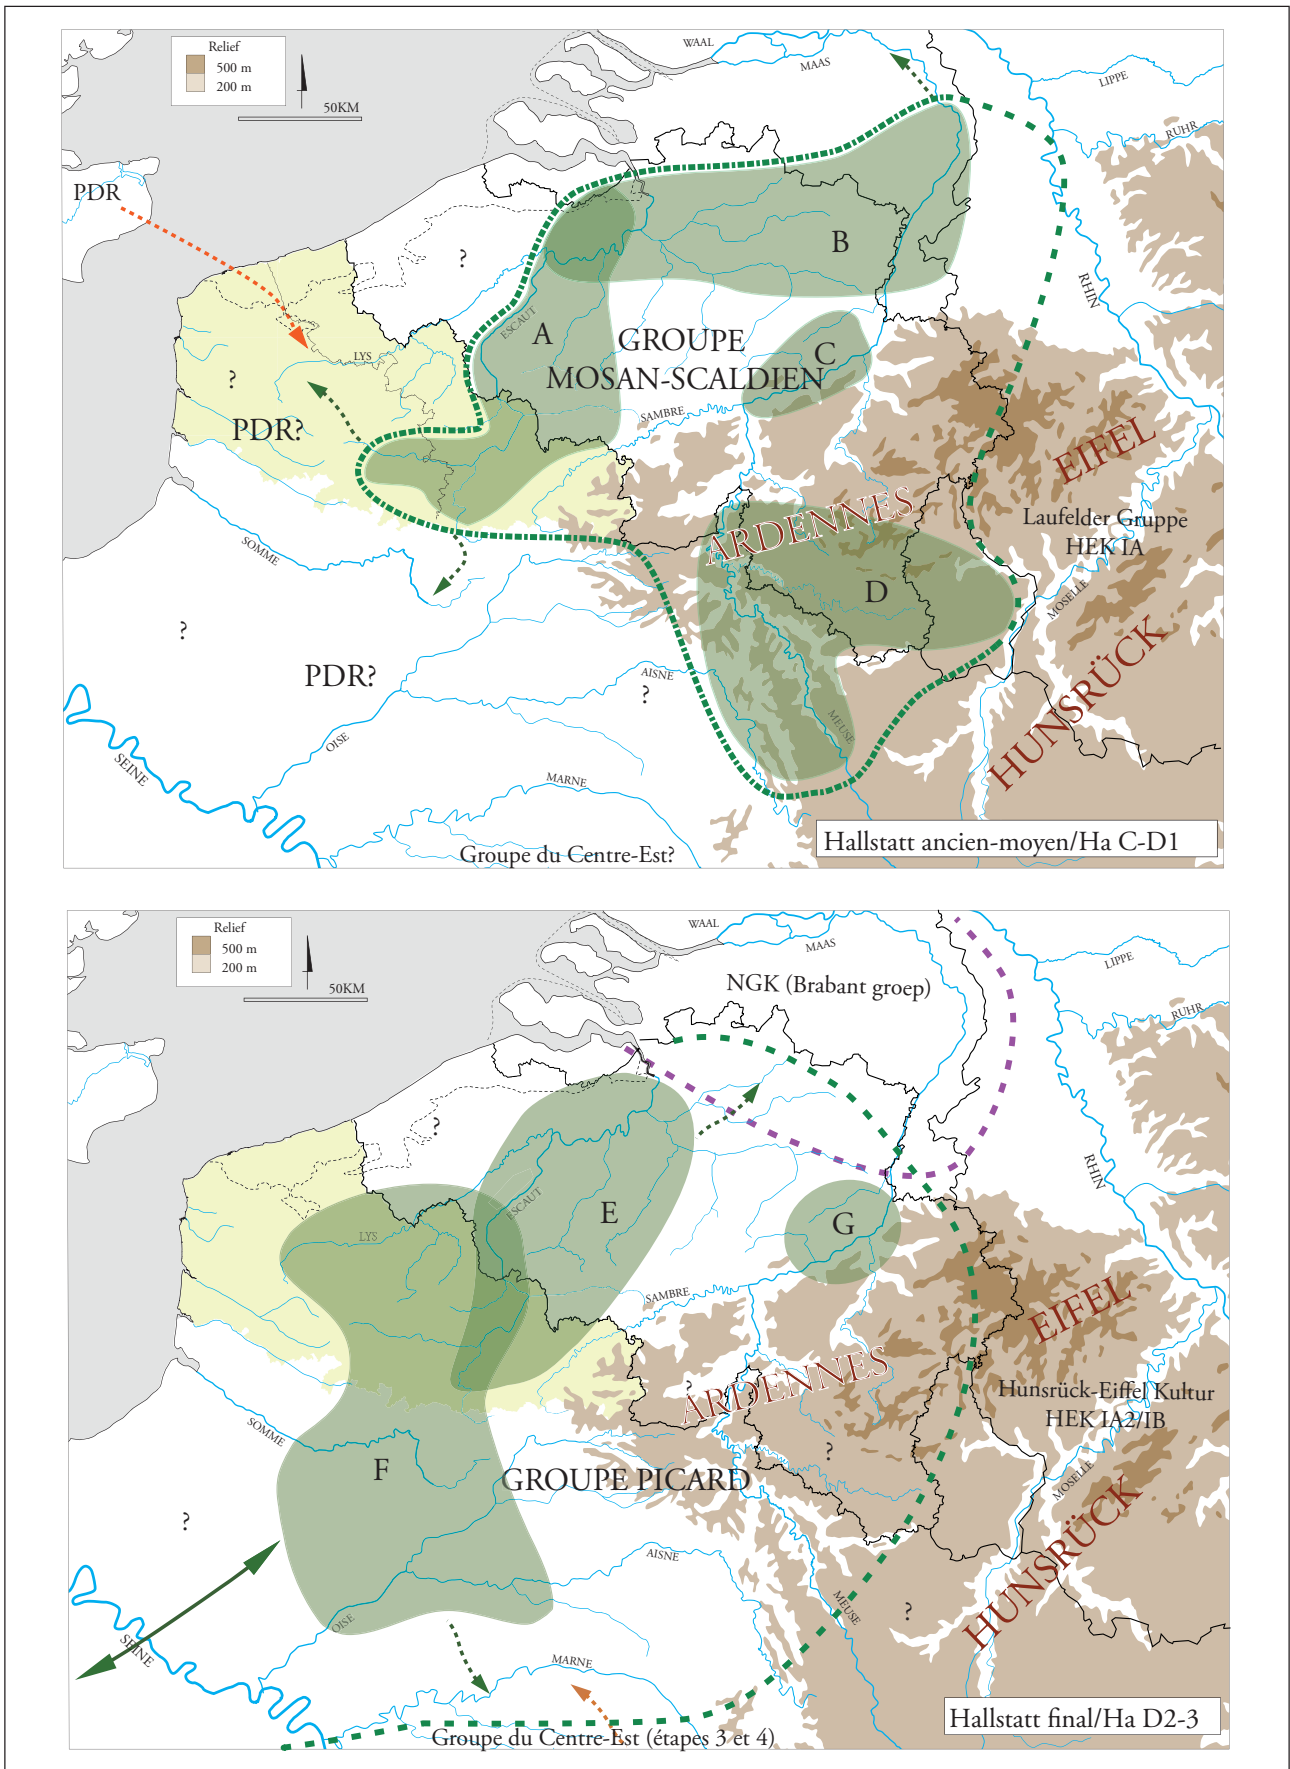 Relief
500 m
200 m
50KM
WAAL
MAAS
LIPPE
RUHR
PDR
?
B
RHIN
ESCAUT
A
GROUPE
MOSAN-SCALDIEN
C
LYS
?
PDR?
SAMBRE
EIFEL
ARDENNES
Laufelder Gruppe
HEK IA
SOMME
D
MOSELLE
?
HUNSRÜCK
PDR?
AISNE
?
MEUSE
OISE
SEINE
MARNE
Groupe du Centre-Est?
Hallstatt ancien-moyen/Ha C-D1
Relief
500 m
200 m
50KM
WAAL
MAAS
LIPPE
NGK (Brabant groep)
RUHR
?
RHIN
ESCAUT
E
G
LYS
SAMBRE
EIFEL
ARDENNES
?
Hunsrück-Eiffel Kultur
HEK IA2/IB
SOMME
?
F
GROUPE PICARD
MOSELLE
?
HUNSRÜCK
AISNE
MEUSE
?
OISE
SEINE
MARNE
Groupe du Centre-Est (étapes 3 et 4)
Hallstatt final/Ha D2-3